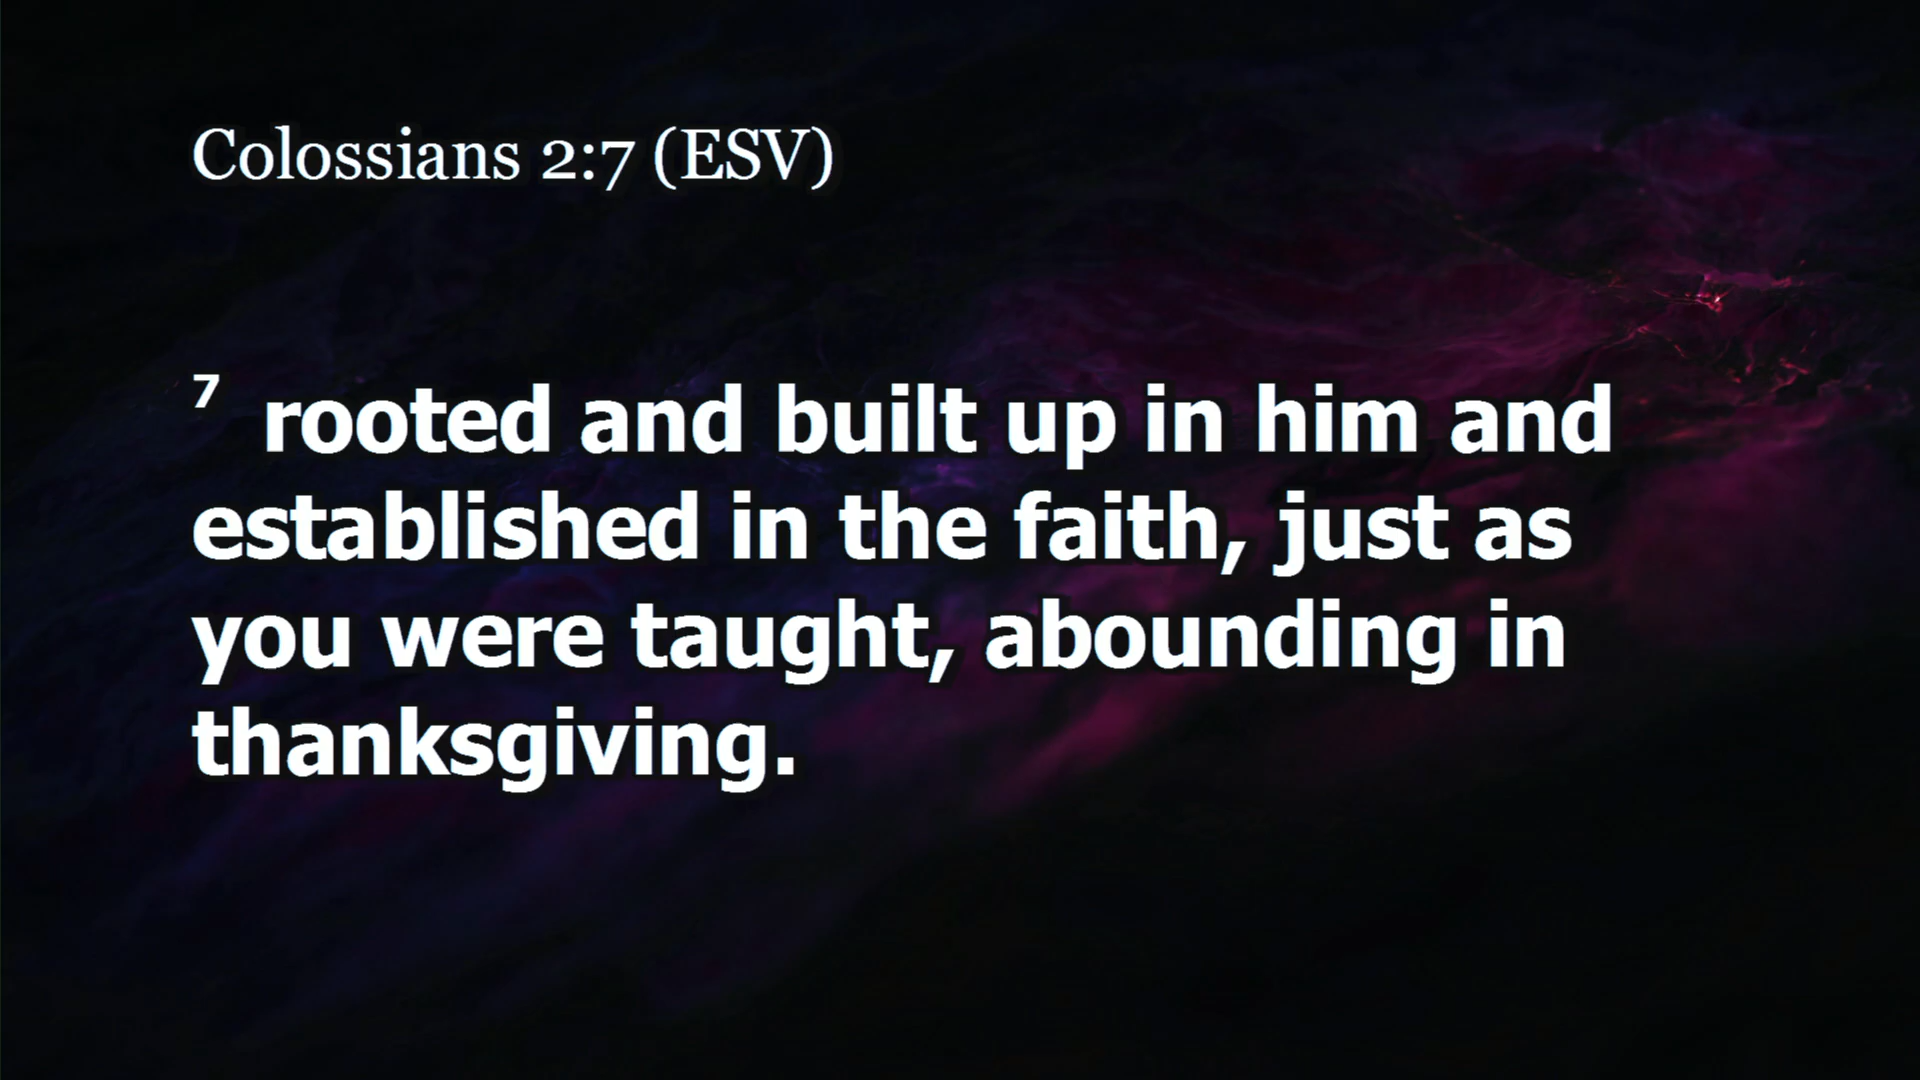 Colossians 2:7 (ESV)
7 rooted and built up in him and
established in the faith, just as
you were taught, abounding in
thanksgiving.